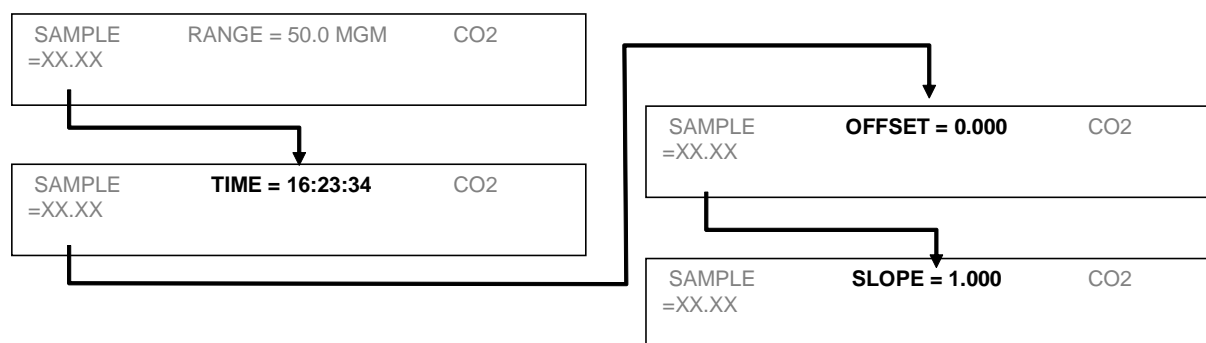 SAMPLE RANGE = 50.0 MGM CO2
=XX.XX
SAMPLE TIME = 16:23:34 CO2
=XX.XX
SAMPLE OFFSET = 0.000 CO2
=XX.XX
SAMPLE SLOPE = 1.000 CO2
=XX.XX